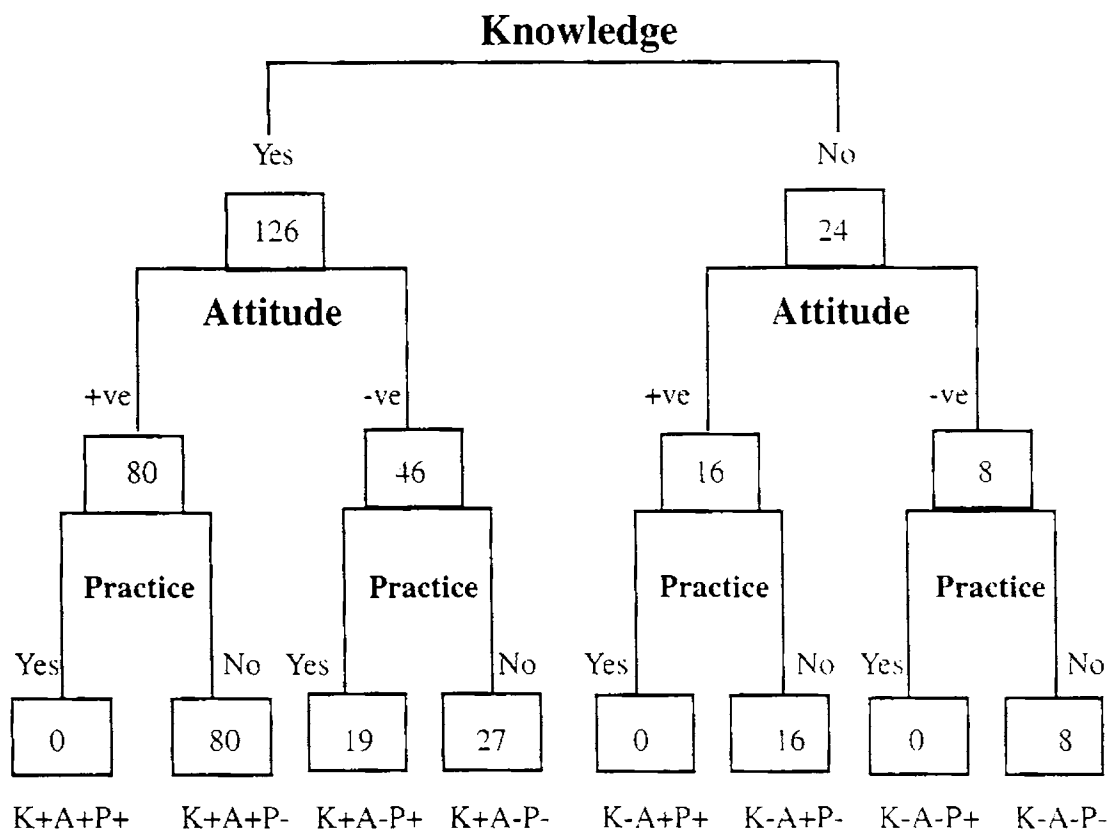 Knowledge
Yes No
126 24
Attitude Attitude
+ve -ve +ve -ve
80 46 16 8
Practice Practice Practice Practice
Yes No Yes No Yes No Yes No
0 80 19 27 0 16 0 8
K+A+P+ K+A+P- K+A-P+ K+A-P- K-A+P+ K-A+P- K-A-P+ K-A-P-